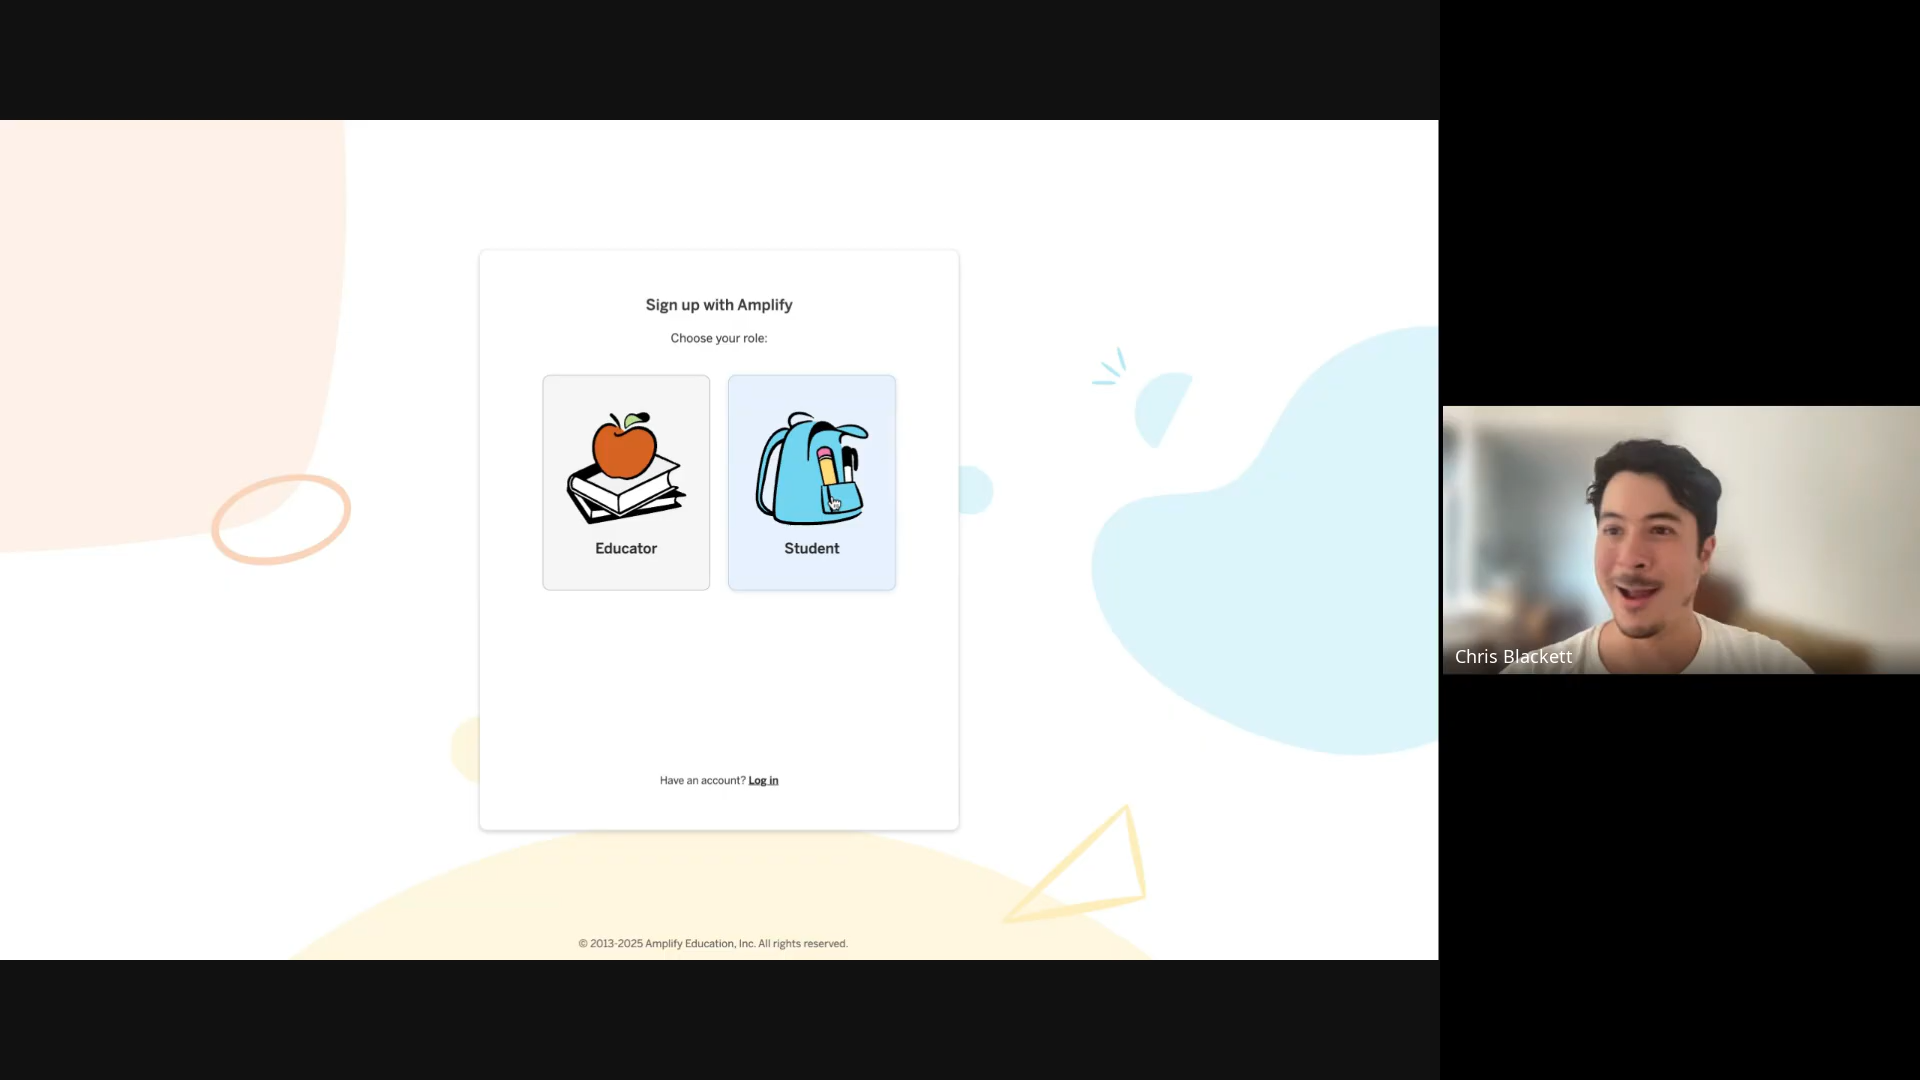 Sign up with Amplify
Choose your role:
Educator
Student
Have an account? Log in
© 2013-2025 Amplify Education, Inc. All rights reserved.
Chris Blackett